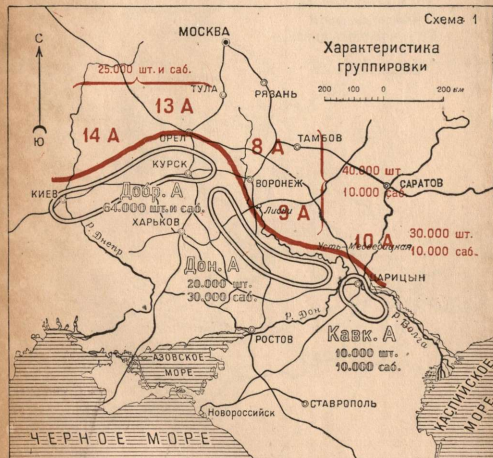 Схема 1
Характеристика
группировки
200 100 0 200 км
С
Ю
МОСКВА
25.000 шт. и саб.
ТУЛА
РЯЗАНЬ
13 А
14 А
ОРЕЛ
8 А
ТАМБОВ
КУРСК
40.000 шт.
10.000 саб.
САРАТОВ
ВОРОНЕЖ
КИЕВ
Добр. А
54.000 шт. и саб.
Лиски
9 А
10 А
30.000 шт.
10.000 саб.
ХАРЬКОВ
Усть-Медведицкая
р. Днепр
Дон. А
20.000 шт.
30.000 саб.
ЦАРИЦЫН
р. Дон
р. Волга
Кавк. А
10.000 шт.
10.000 саб.
РОСТОВ
АЗОВСКОЕ
МОРЕ
Новороссийск
СТАВРОПОЛЬ
ЧЕРНОЕ МОРЕ
КАСПИЙСКОЕ
МОРЕ